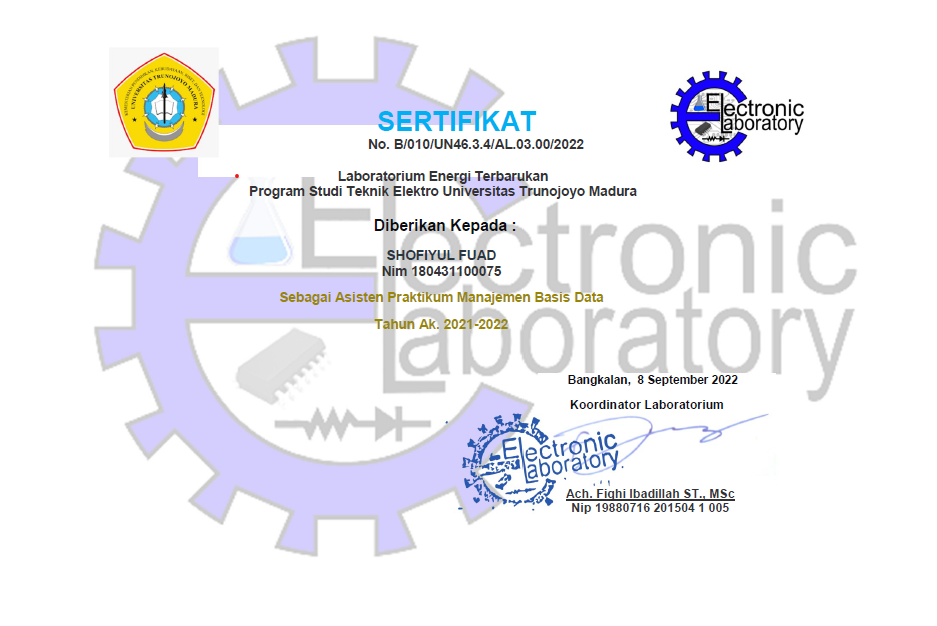 UNIVERSITAS TRUNOJOYO MADURA
Electronic
Laboratory
SERTIFIKAT
No. B/010/UN46.3.4/AL.03.00/2022
Laboratorium Energi Terbarukan
Program Studi Teknik Elektro Universitas Trunojoyo Madura
Diberikan Kepada :
SHOFIYUL FUAD
Nim 180431100075
Sebagai Asisten Praktikum Manajemen Basis Data
Tahun Ak. 2021-2022
Electronic
Laboratory
Bangkalan, 8 September 2022
Koordinator Laboratorium
Electronic
Laboratory
Ach. Fiqhi Ibadillah ST., MSc
Nip 19880716 201504 1 005